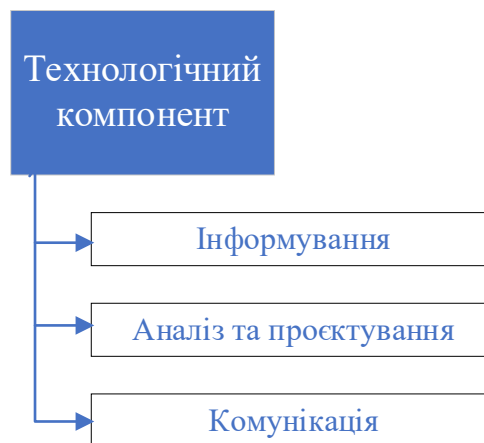 Технологічний
компонент
Інформування
Аналіз та проєктування
Комунікація